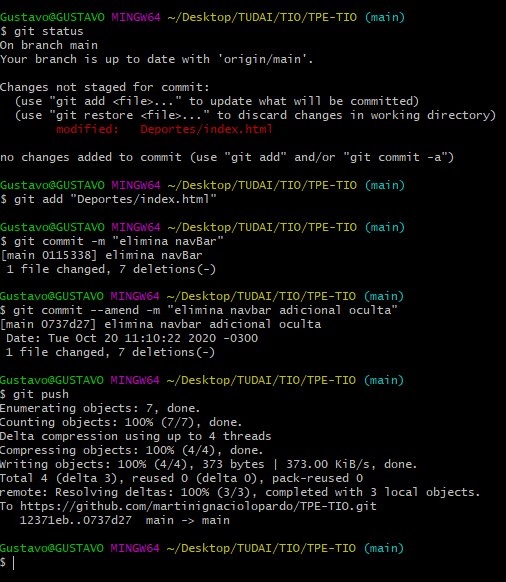 Gustavo@GUSTAVO MINGW64 ~/Desktop/TUDAI/TIO/TPE-TIO (main)
$ git status
On branch main
Your branch is up to date with 'origin/main'.
Changes not staged for commit:
(use "git add <file>..." to update what will be committed)
(use "git restore <file>..." to discard changes in working directory)
modified: Deportes/index.html
no changes added to commit (use "git add" and/or "git commit -a")
Gustavo@GUSTAVO MINGW64 ~/Desktop/TUDAI/TIO/TPE-TIO (main)
$ git add "Deportes/index.html"
Gustavo@GUSTAVO MINGW64 ~/Desktop/TUDAI/TIO/TPE-TIO (main)
$ git commit -m "elimina navBar"
[main 0115338] elimina navBar
1 file changed, 7 deletions(-)
Gustavo@GUSTAVO MINGW64 ~/Desktop/TUDAI/TIO/TPE-TIO (main)
$ git commit --amend -m "elimina navbar adicional oculta"
[main 0737d27] elimina navbar adicional oculta
Date: Tue Oct 20 11:10:22 2020 -0300
1 file changed, 7 deletions(-)
Gustavo@GUSTAVO MINGW64 ~/Desktop/TUDAI/TIO/TPE-TIO (main)
$ git push
Enumerating objects: 7, done.
Counting objects: 100% (7/7), done.
Delta compression using up to 4 threads
Compressing objects: 100% (4/4), done.
Writing objects: 100% (4/4), 373 bytes | 373.00 KiB/s, done.
Total 4 (delta 3), reused 0 (delta 0), pack-reused 0
remote: Resolving deltas: 100% (3/3), completed with 3 local objects.
To https://github.com/martinignaciolopardo/TPE-TIO.git
12371eb..0737d27 main -> main
Gustavo@GUSTAVO MINGW64 ~/Desktop/TUDAI/TIO/TPE-TIO (main)
$